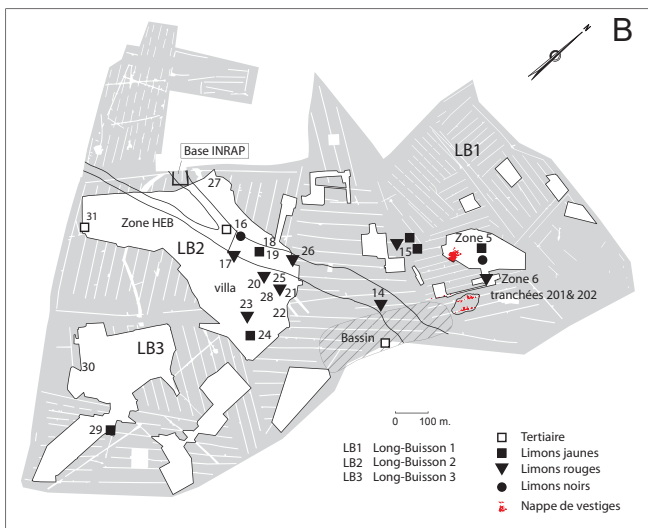 B
Base INRAP
LB1
27
31
Zone HEB
16
18
19
LB2
17
26
15
Zone 5
villa
20
25
28
21
14
Zone 6
tranchées 201& 202
23
22
24
Bassin
30
LB3
29
0 100 m.
LB1 Long-Buisson 1
LB2 Long-Buisson 2
LB3 Long-Buisson 3
Tertiaire
Limons jaunes
Limons rouges
Limons noirs
Nappe de vestiges